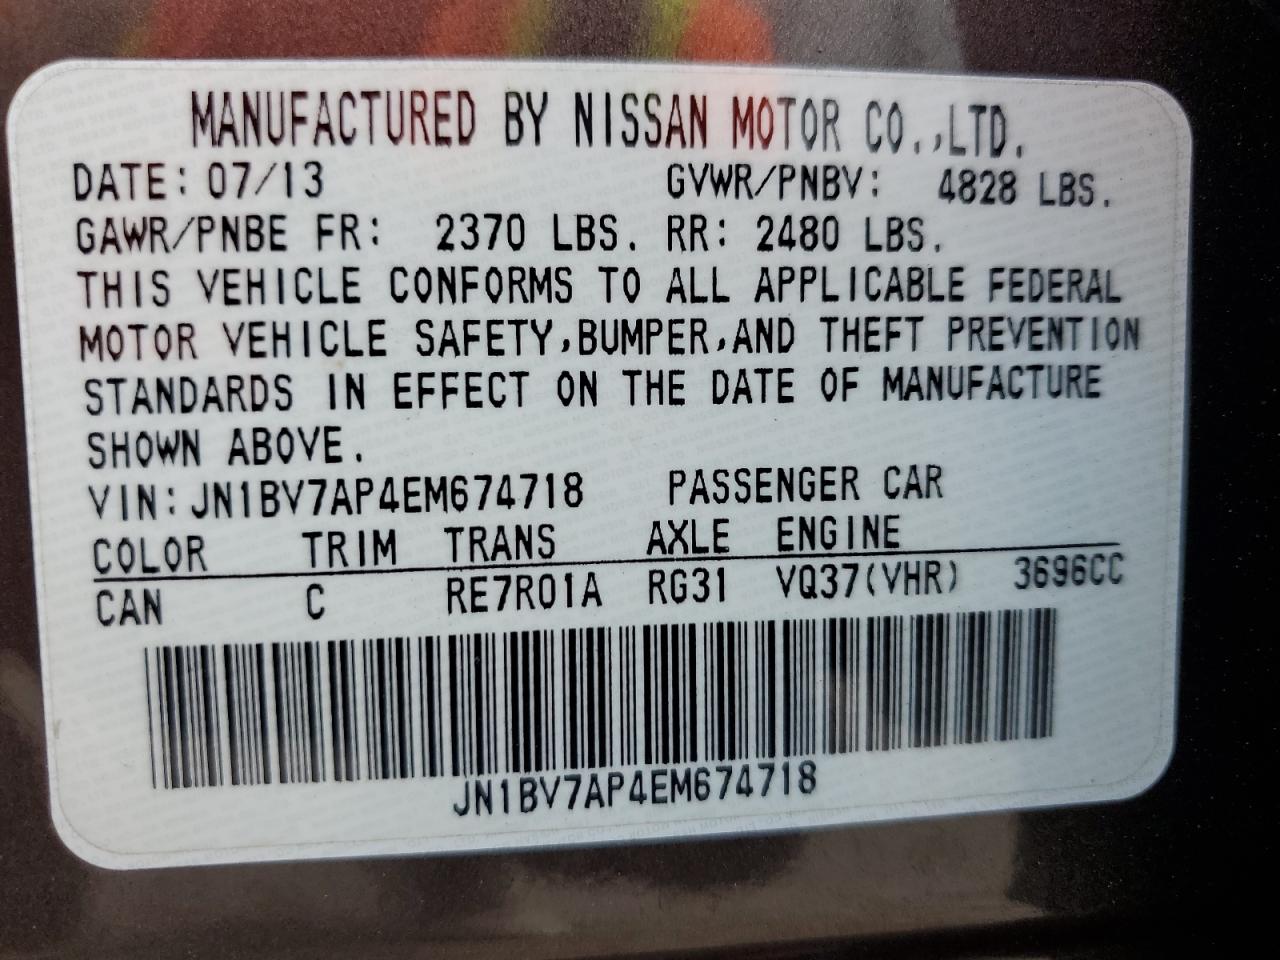 MANUFACTURED BY NISSAN MOTOR CO.,LTD.
DATE: 07/13 GVWR/PNBV: 4828 LBS.
GAWR/PNBE FR: 2370 LBS. RR: 2480 LBS.
THIS VEHICLE CONFORMS TO ALL APPLICABLE FEDERAL
MOTOR VEHICLE SAFETY,BUMPER,AND THEFT PREVENTION
STANDARDS IN EFFECT ON THE DATE OF MANUFACTURE
SHOWN ABOVE.
VIN:JN1BV7AP4EM674718 PASSENGER CAR
COLOR TRIM TRANS AXLE ENGINE
CAN C RE7R01A RG31 VQ37(VHR) 3696CC
JN1BV7AP4EM674718